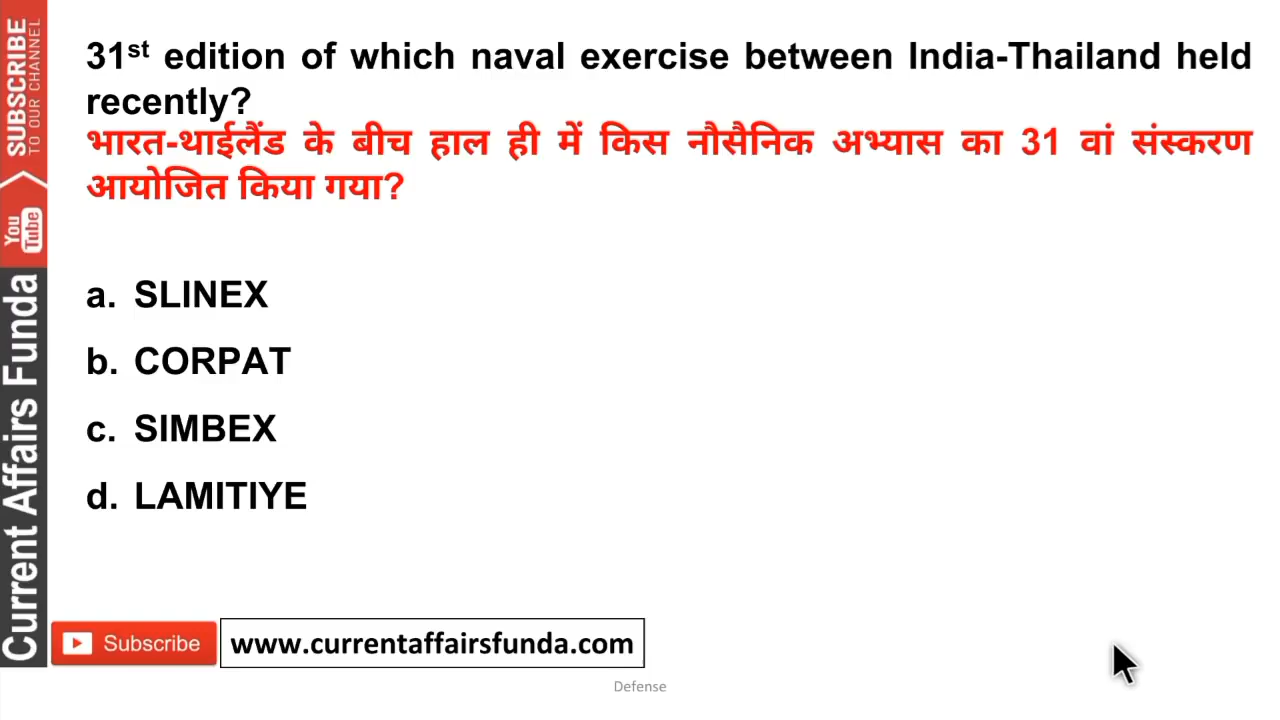 31st edition of which naval exercise between India-Thailand held
recently?
भारत-थाईलैंड के बीच हाल ही में किस नौसैनिक अभ्यास का 31 वां संस्करण
आयोजित किया गया?
a. SLINEX
b. CORPAT
c. SIMBEX
d. LAMITIYE
SUBSCRIBE
TO OUR CHANNEL
You
Tube
Current Affairs Funda
Subscribe
www.currentaffairsfunda.com
Defense